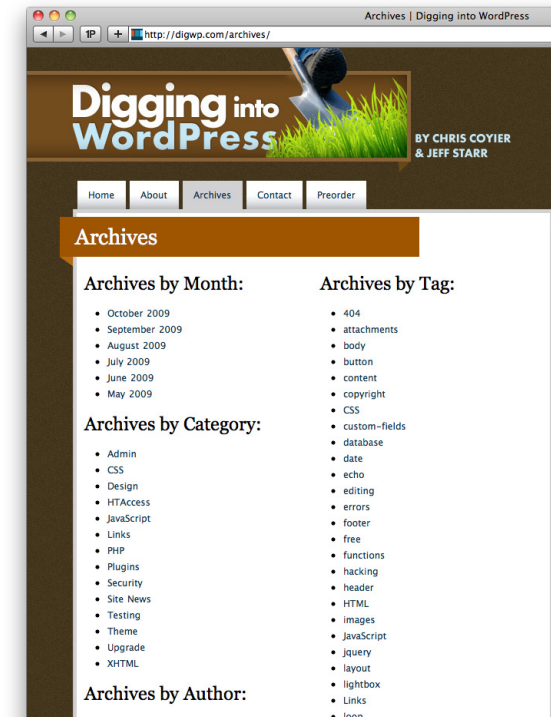 Archives | Digging into WordPress
1P
+
http://digwp.com/archives/
Digging into
WordPress
BY CHRIS COYIER
& JEFF STARR
Home About Archives Contact Preorder
Archives
Archives by Month:
October 2009
September 2009
August 2009
July 2009
June 2009
May 2009
Archives by Category:
Admin
CSS
Design
HTAccess
JavaScript
Links
PHP
Plugins
Security
Site News
Testing
Theme
Upgrade
XHTML
Archives by Author:
Archives by Tag:
404
attachments
body
button
content
copyright
CSS
custom-fields
database
date
echo
editing
errors
footer
free
functions
hacking
header
HTML
images
JavaScript
jquery
layout
lightbox
Links
loop